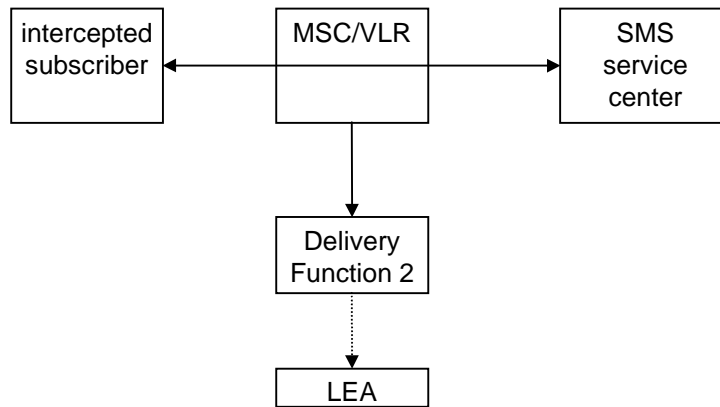 intercepted
subscriber
MSC/VLR
SMS
service
center
Delivery
Function 2
LEA